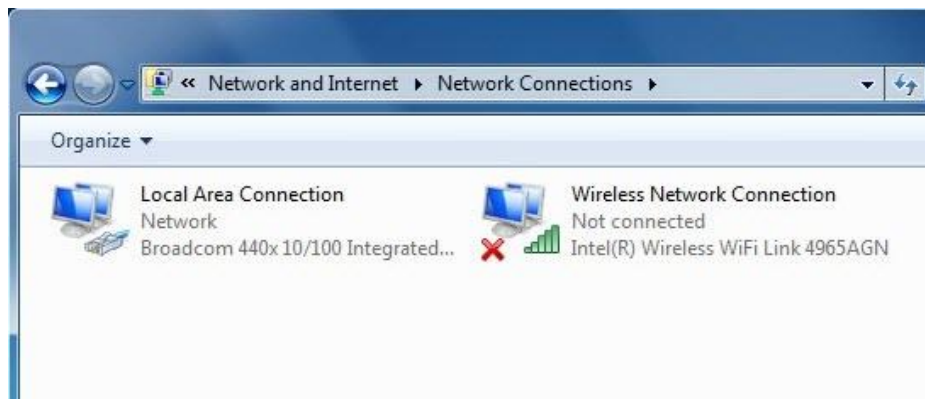 « Network and Internet ▸ Network Connections ▸
Organize ▾
Local Area Connection
Network
Broadcom 440x 10/100 Integrated...
Wireless Network Connection
Not connected
Intel(R) Wireless WiFi Link 4965AGN